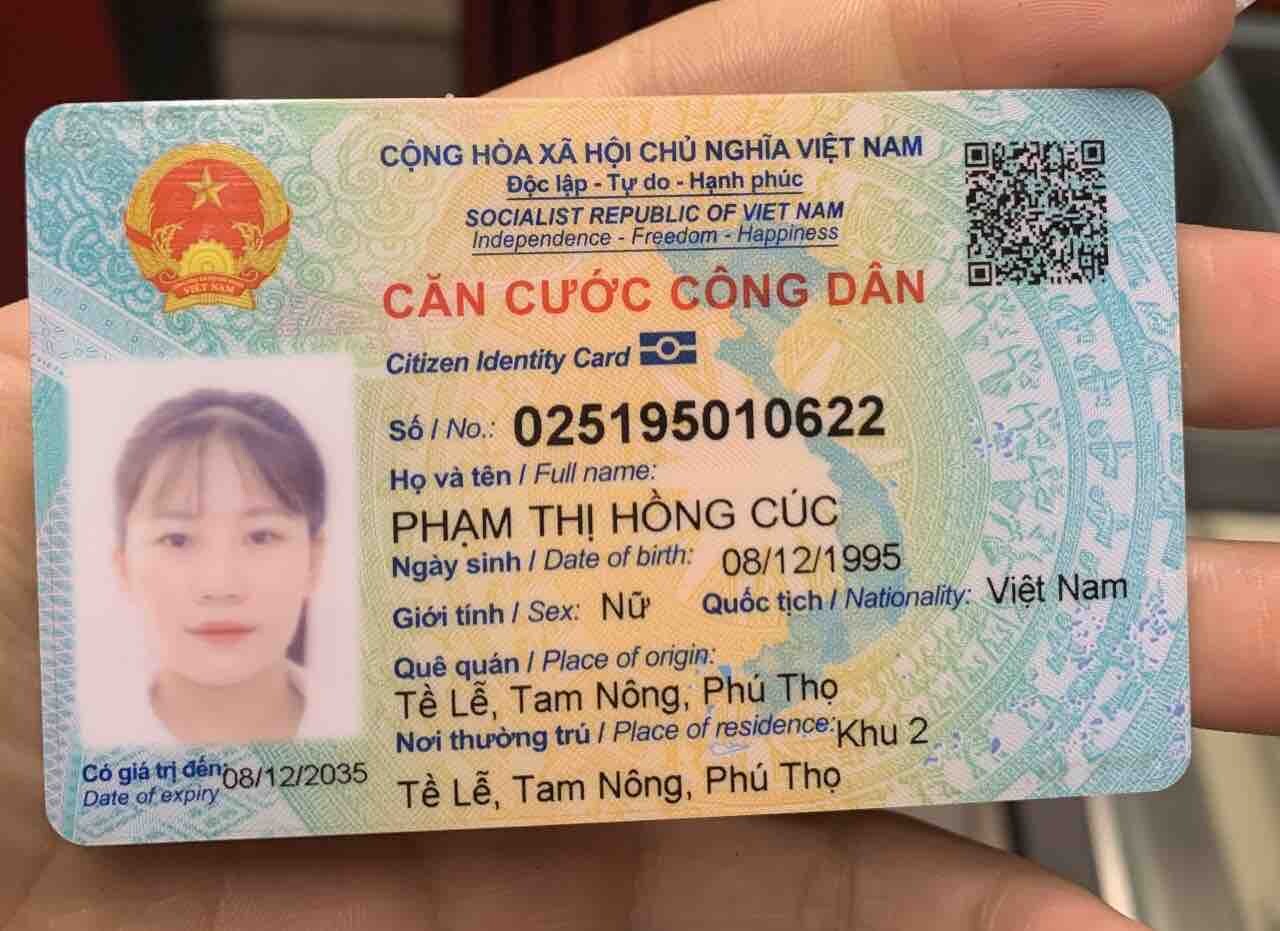 CỘNG HÒA XÃ HỘI CHỦ NGHĨA VIỆT NAM
Độc lập - Tự do - Hạnh phúc
SOCIALIST REPUBLIC OF VIET NAM
Independence - Freedom - Happiness
VIỆT NAM
CĂN CƯỚC CÔNG DÂN
Citizen Identity Card
Số / No.: 025195010622
Họ và tên / Full name:
PHẠM THỊ HỒNG CÚC
Ngày sinh / Date of birth: 08/12/1995
Giới tính / Sex: Nữ Quốc tịch / Nationality: Việt Nam
Quê quán / Place of origin:
Tề Lễ, Tam Nông, Phú Thọ
Nơi thường trú / Place of residence: Khu 2
Tề Lễ, Tam Nông, Phú Thọ
Có giá trị đến: 08/12/2035
Date of expiry